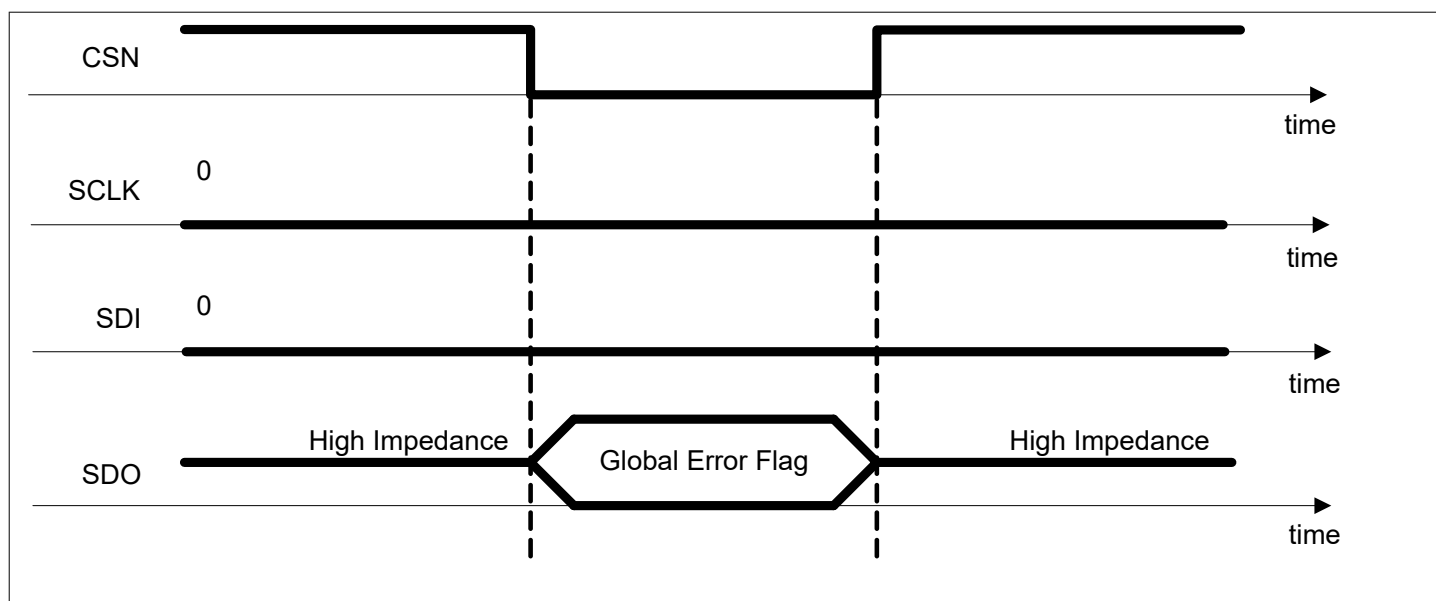 CSN
time
0
SCLK
time
0
SDI
time
High Impedance
Global Error Flag
High Impedance
SDO
time